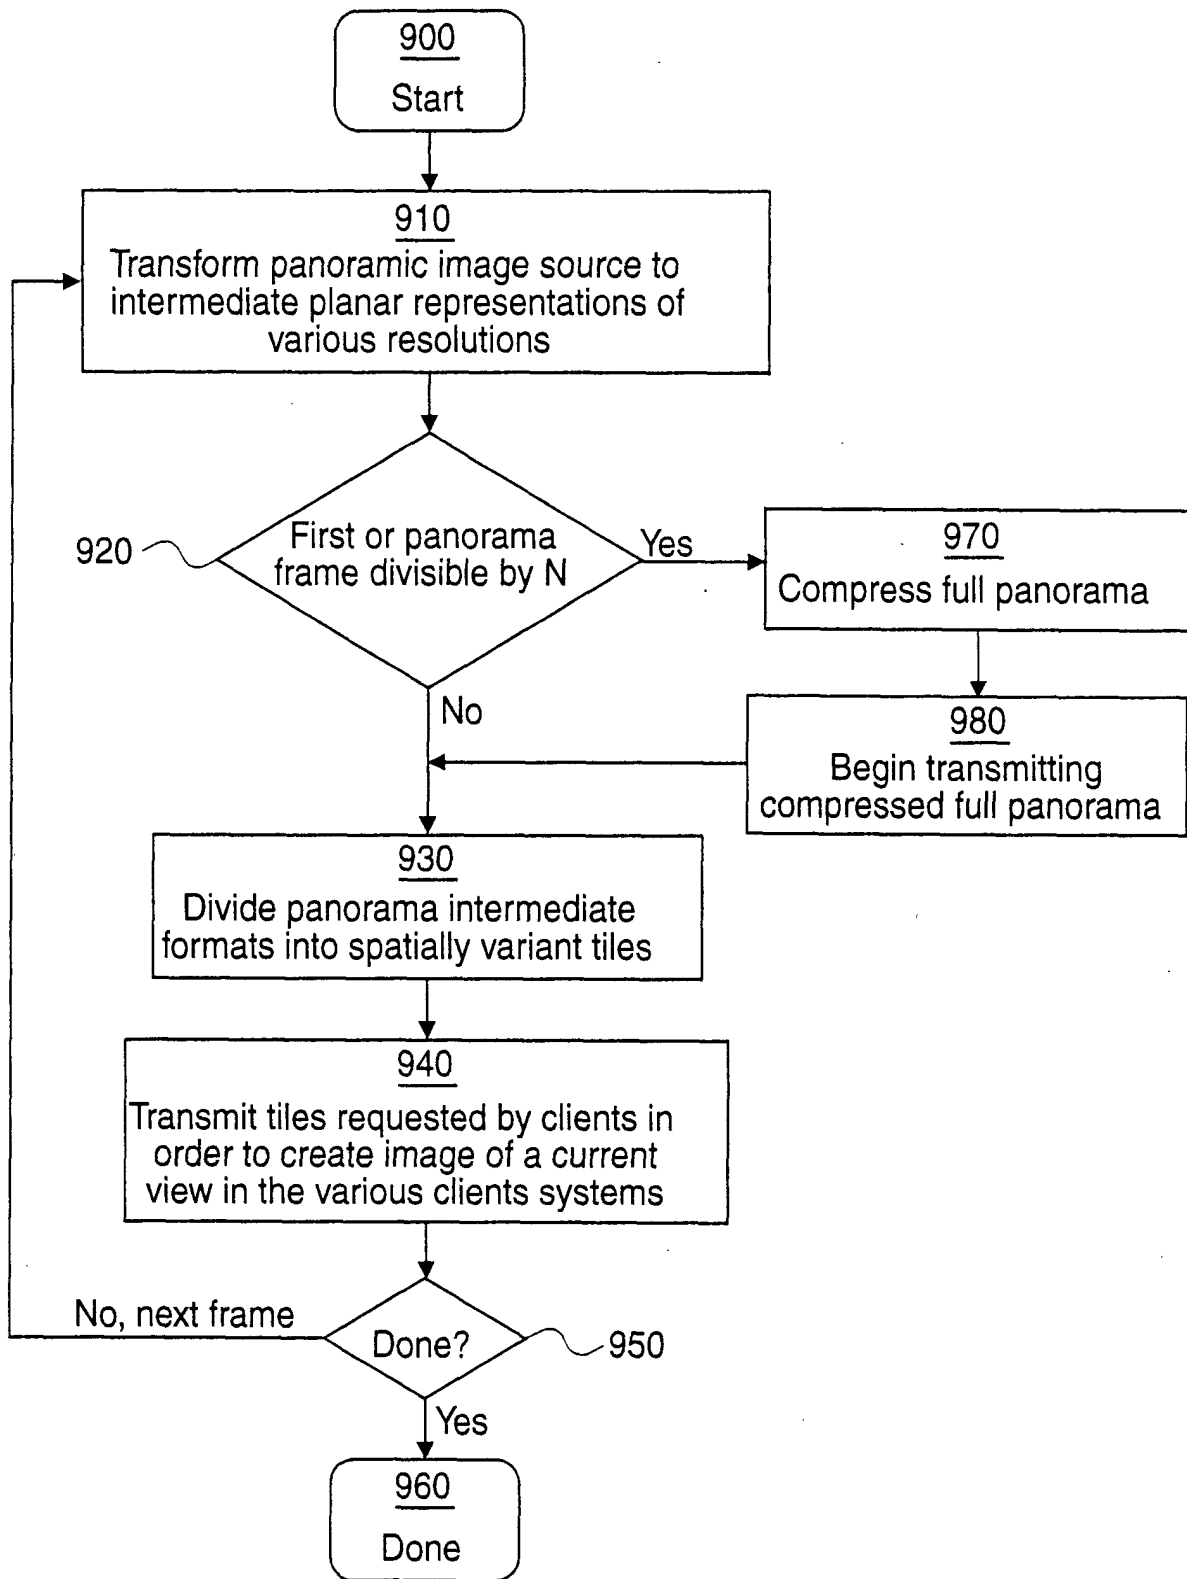 900
Start
910
Transform panoramic image source to
intermediate planar representations of
various resolutions
920
First or panorama
frame divisible by N
Yes
970
Compress full panorama
No
980
Begin transmitting
compressed full panorama
930
Divide panorama intermediate
formats into spatially variant tiles
940
Transmit tiles requested by clients in
order to create image of a current
view in the various clients systems
No, next frame
Done?
950
Yes
960
Done